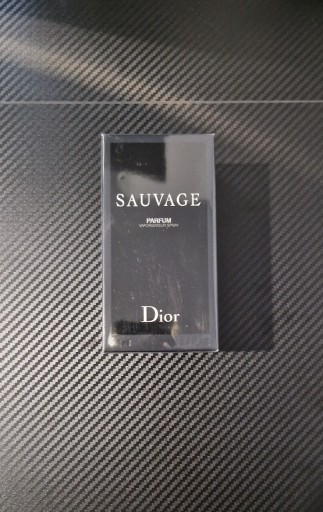 SAUVAGE
PARFUM
VAPORISATEUR SPRAY
Dior